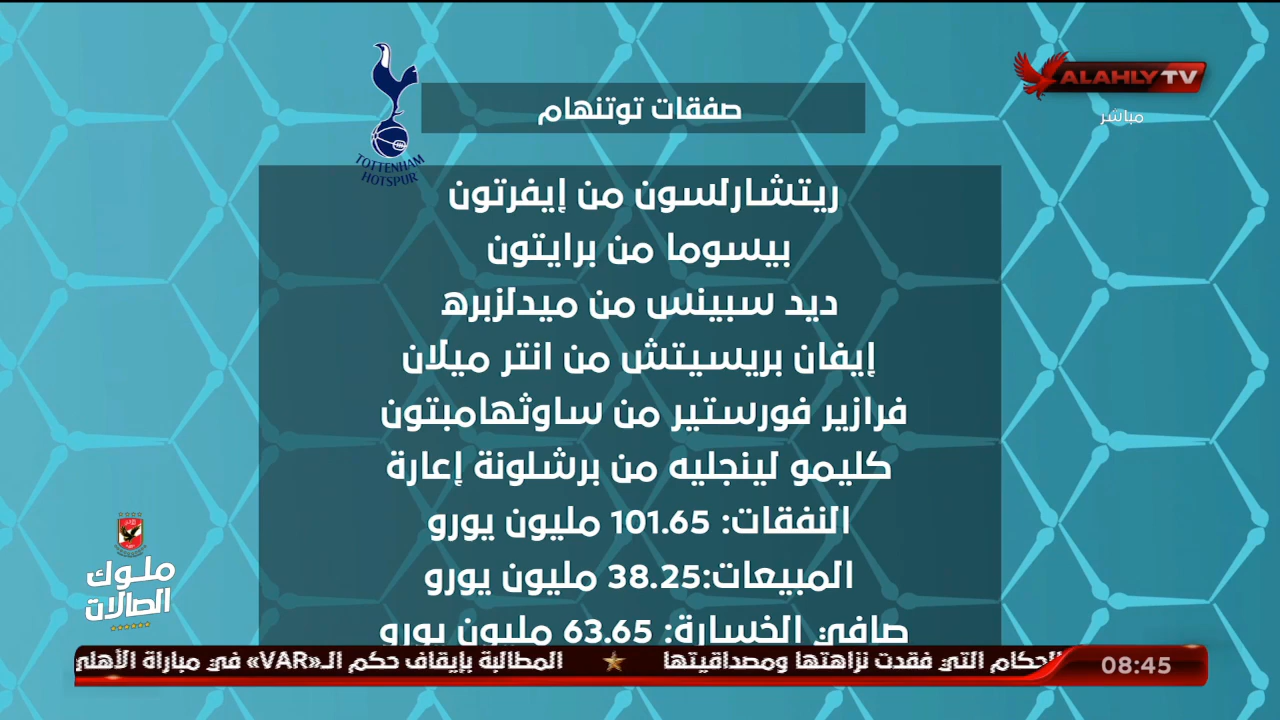 ALAHLY TV
مباشر
صفقات توتنهام
TOTTENHAM
HOTSPUR
ريتشارلسون من إيفرتون
بيسوما من برايتون
ديد سبينس من ميدلزبره
إيفان بريسيتش من انتر ميلان
فرازير فورستير من ساوثهامبتون
كليمو لينجليه من برشلونة إعارة
النفقات: 101.65 مليون يورو
المبيعات:38.25 مليون يورو
صافي الخسارة: 63.65 مليون يورو
ملوك
الصالات
الحكام التي فقدت نزاهتها ومصداقيتها
المطالبة بإيقاف حكم الـ«VAR» في مباراة الأهلي
08:45